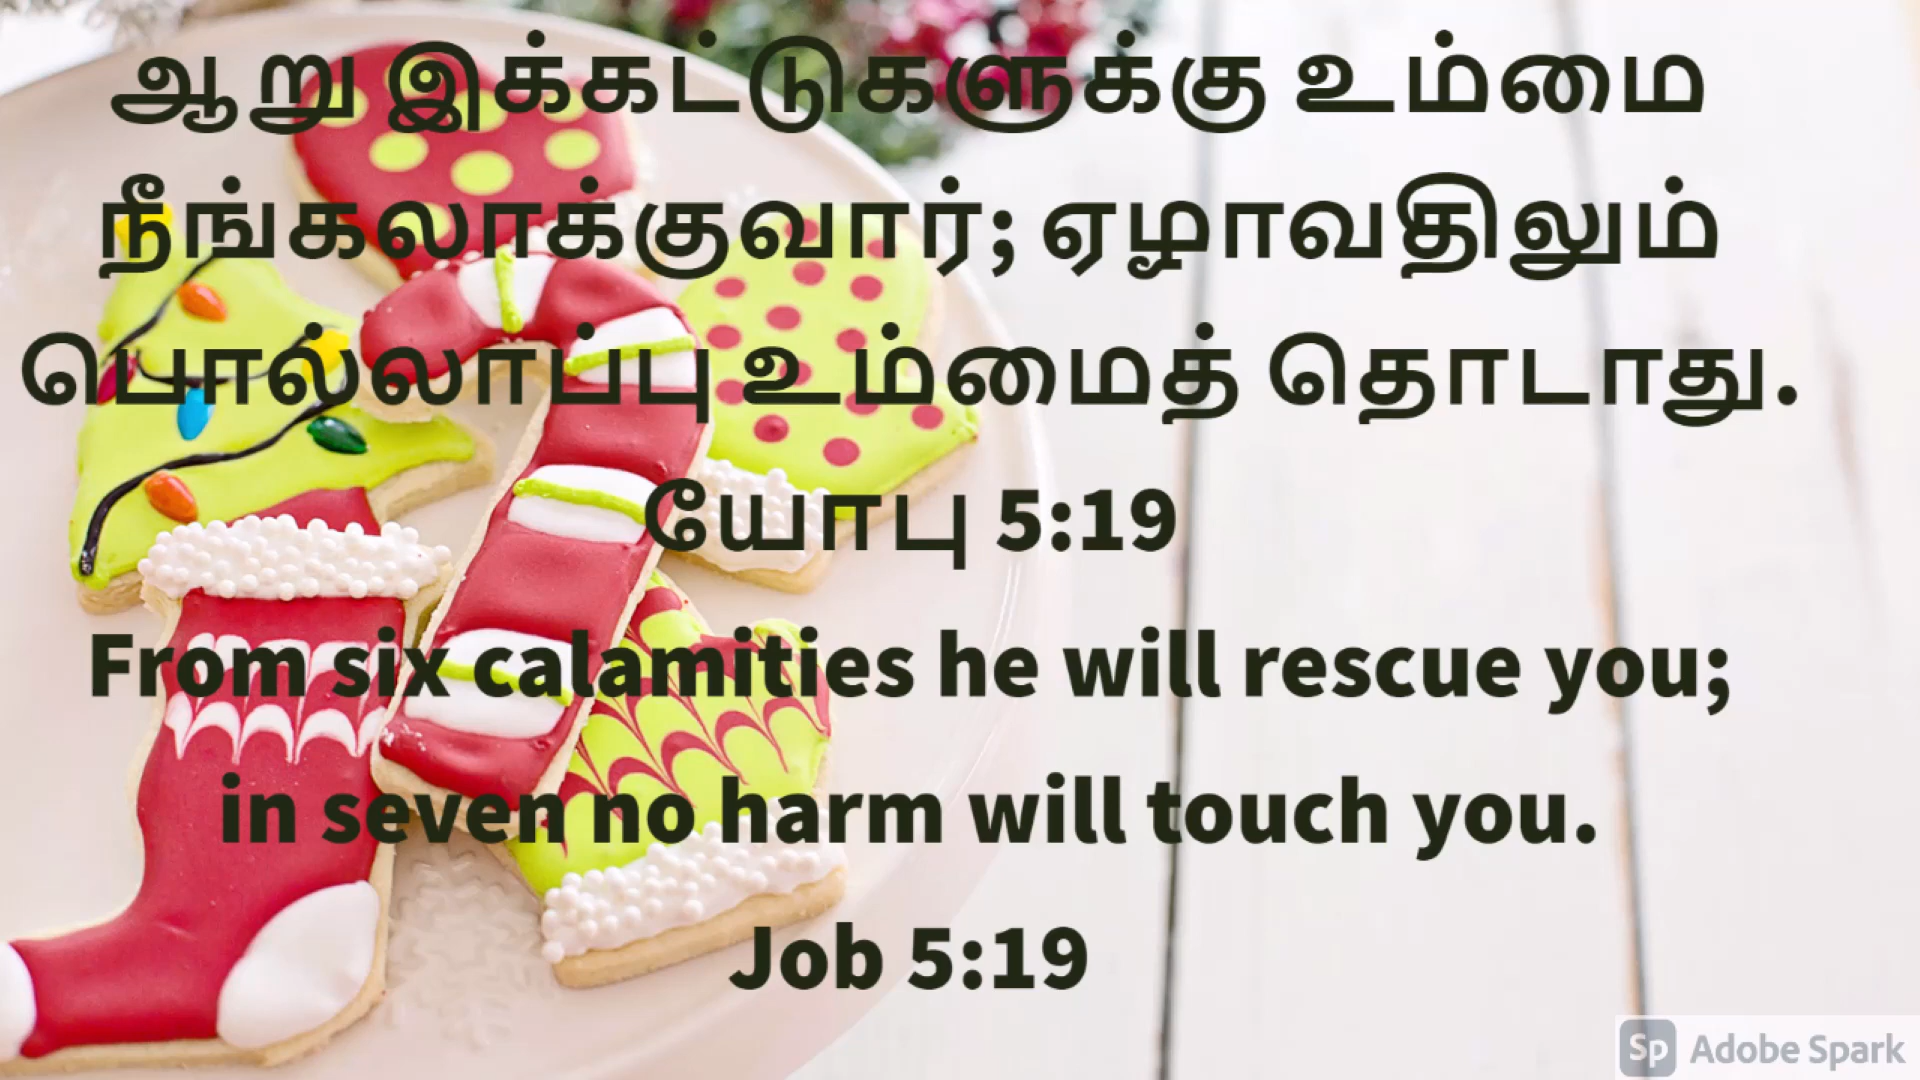 ஆறு இக்கட்டுகளுக்கு உம்மை
நீங்கலாக்குவார்; ஏழாவதிலும்
பொல்லாப்பு உம்மைத் தொடாது.
யோபு 5:19
From six calamities he will rescue you;
in seven no harm will touch you.
Job 5:19
Sp Adobe Spark